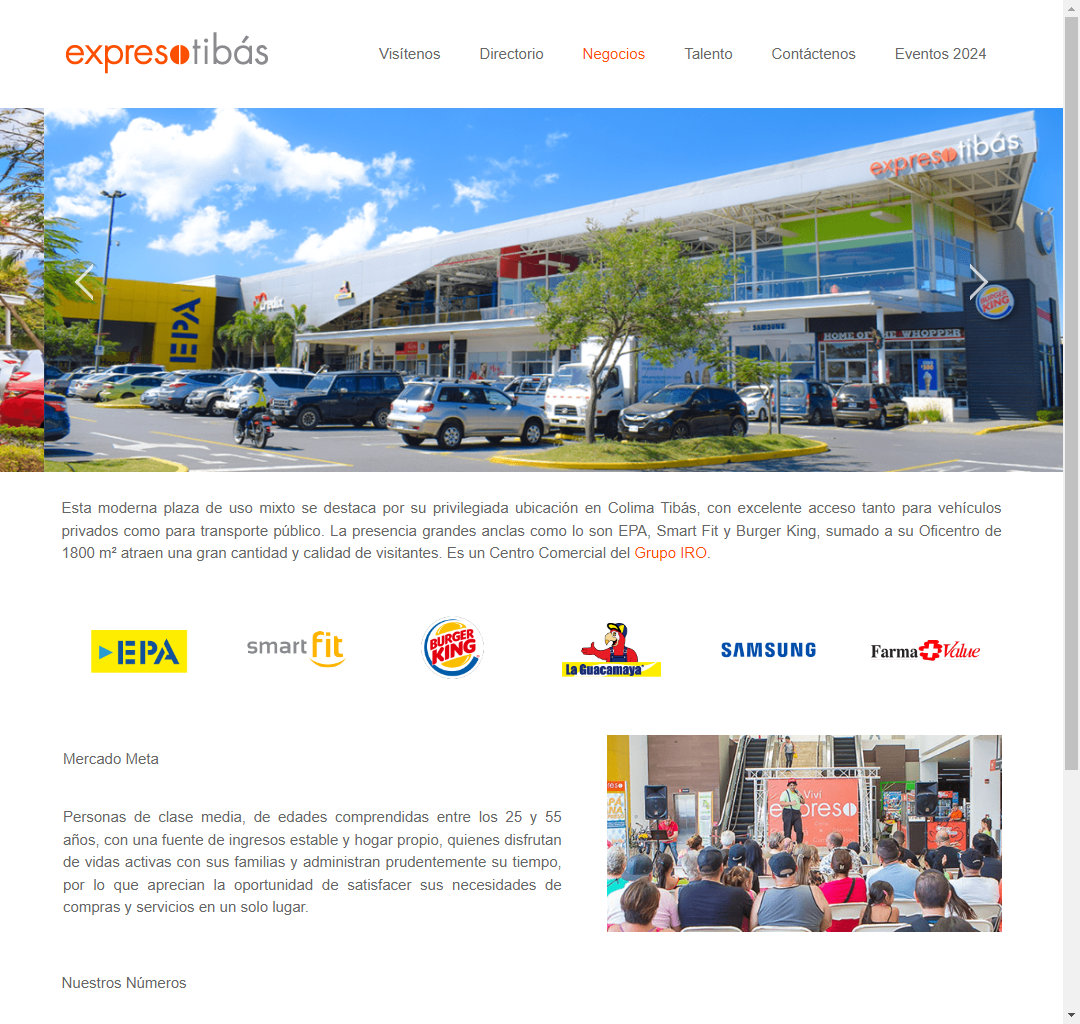 expresotibás
Visítenos Directorio Negocios Talento Contáctenos Eventos 2024
expresotibás
EPA
Credix
BURGER KING
SAMSUNG
HOME OF THE WHOPPER
Esta moderna plaza de uso mixto se destaca por su privilegiada ubicación en Colima Tibás, con excelente acceso tanto para vehículos
privados como para transporte público. La presencia grandes anclas como lo son EPA, Smart Fit y Burger King, sumado a su Oficentro de
1800 m² atraen una gran cantidad y calidad de visitantes. Es un Centro Comercial del Grupo IRO.
EPA
smart fit
BURGER KING
La Guacamaya
SAMSUNG
Farma Value
Mercado Meta
Personas de clase media, de edades comprendidas entre los 25 y 55
años, con una fuente de ingresos estable y hogar propio, quienes disfrutan
de vidas activas con sus familias y administran prudentemente su tiempo,
por lo que aprecian la oportunidad de satisfacer sus necesidades de
compras y servicios en un solo lugar.
Viví
expreso
Nuestros Números